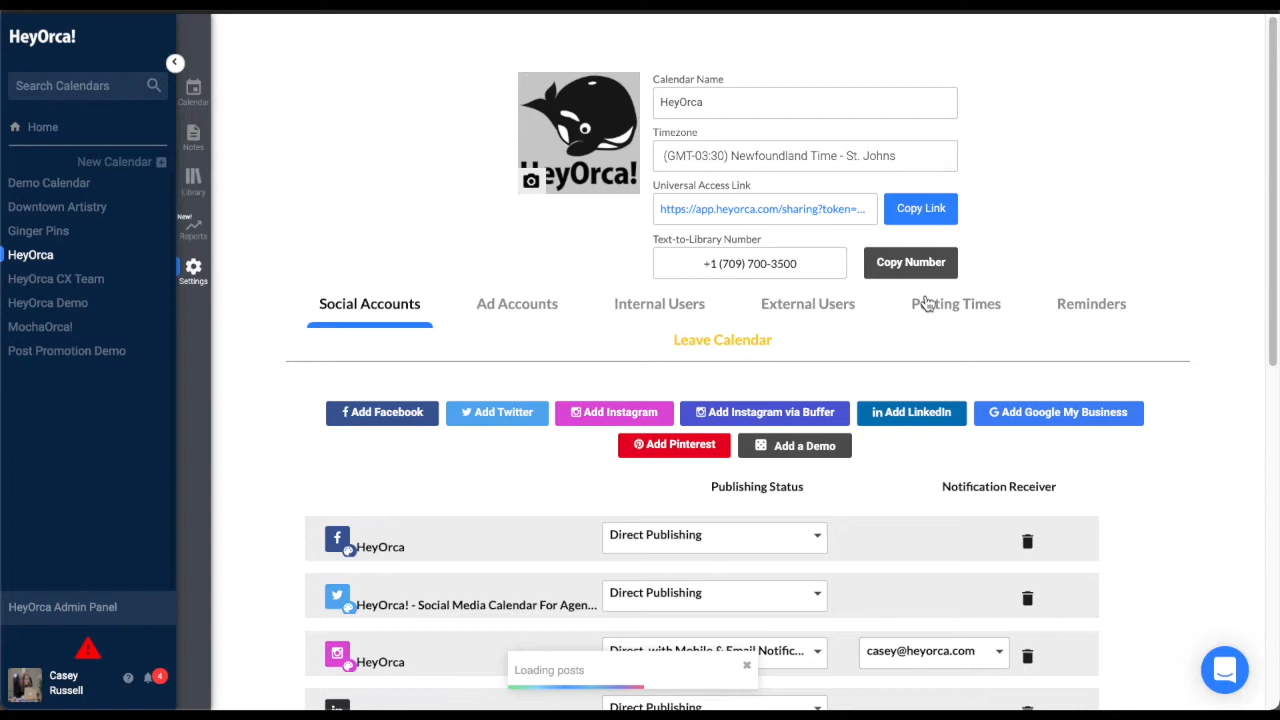 HeyOrca!
Search Calendars
Home
New Calendar
Demo Calendar
Downtown Artistry
Ginger Pins
HeyOrca
HeyOrca CX Team
HeyOrca Demo
MochaOrca!
Post Promotion Demo
HeyOrca Admin Panel
Casey
Russell
4
Calendar
Notes
Library
New!
Reports
Settings
HeyOrca!
Calendar Name
HeyOrca
Timezone
(GMT-03:30) Newfoundland Time - St. Johns
Universal Access Link
https://app.heyorca.com/sharing?token=...
Copy Link
Text-to-Library Number
+1 (709) 700-3500
Copy Number
Social Accounts
Ad Accounts
Internal Users
External Users
Posting Times
Reminders
Leave Calendar
Add Facebook
Add Twitter
Add Instagram
Add Instagram via Buffer
Add LinkedIn
Add Google My Business
Add Pinterest
Add a Demo
Publishing Status
Notification Receiver
HeyOrca
Direct Publishing
HeyOrca! - Social Media Calendar For Agen...
Direct Publishing
HeyOrca
Direct, with Mobile & Email Notific...
casey@heyorca.com
Loading posts
Direct Publishing